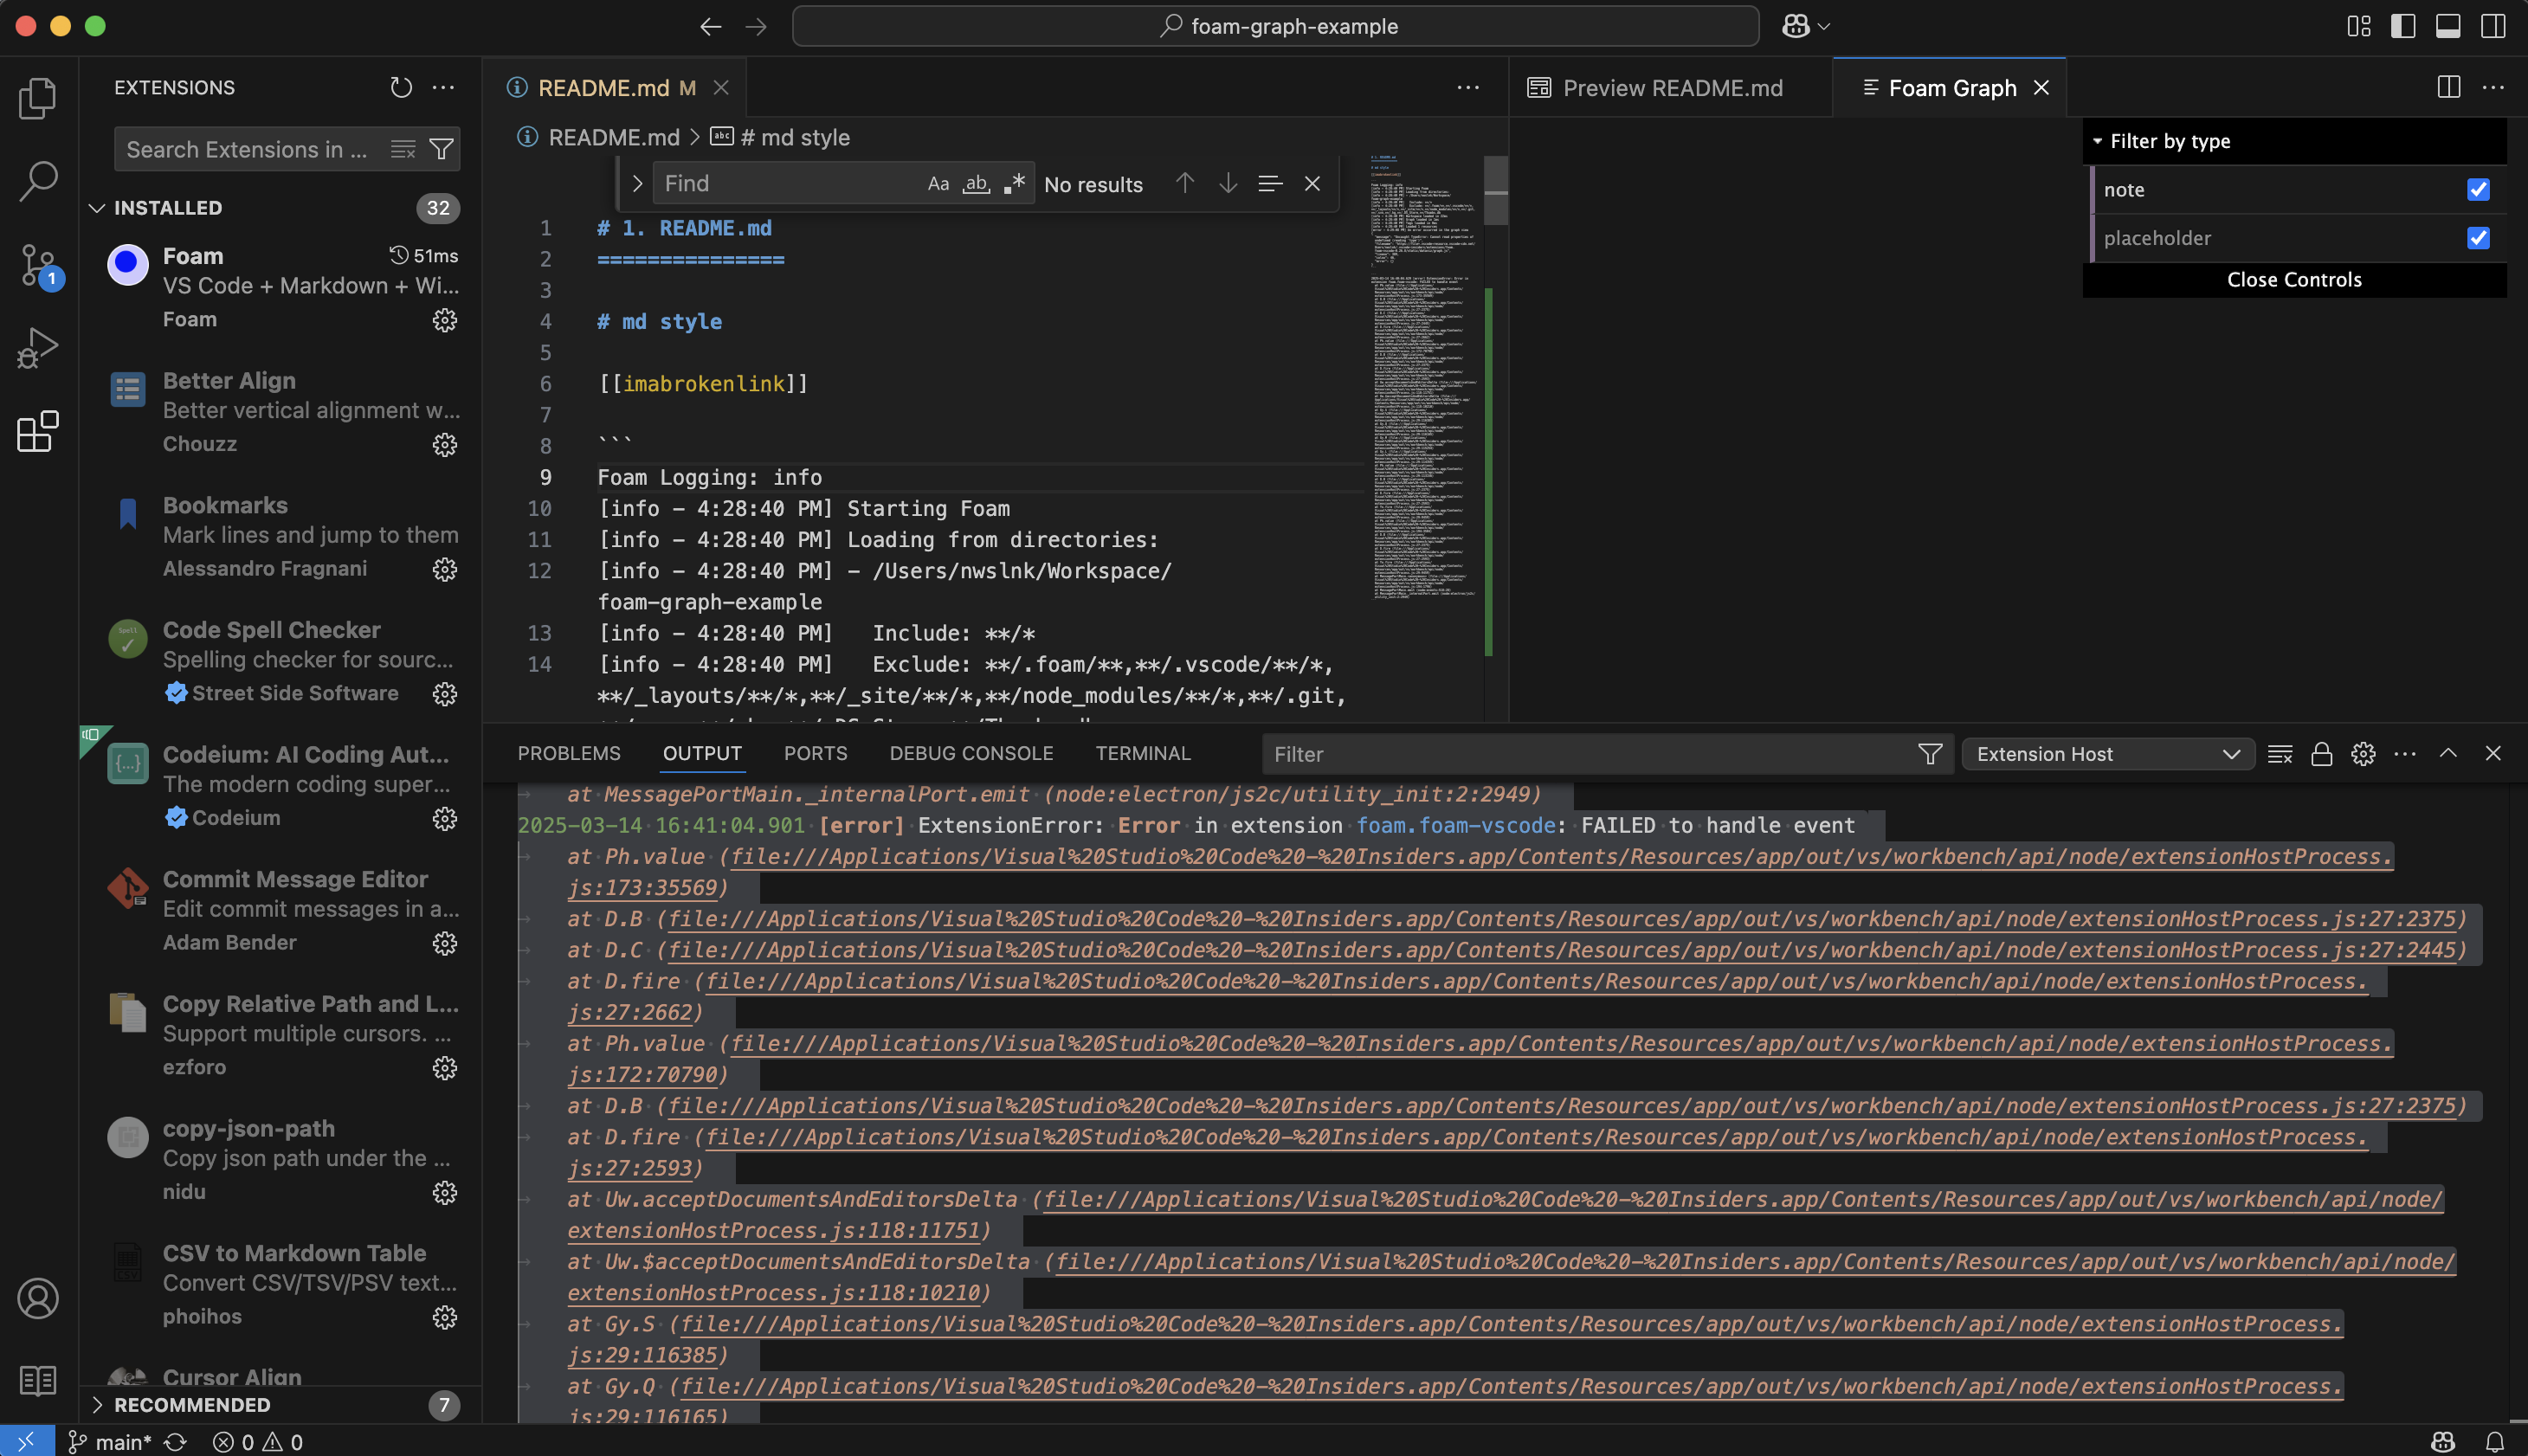 foam-graph-example
EXTENSIONS
Search Extensions in ...
INSTALLED
32
Foam
51ms
VS Code + Markdown + Wi...
Foam
Better Align
Better vertical alignment w...
Chouzz
Bookmarks
Mark lines and jump to them
Alessandro Fragnani
Code Spell Checker
Spelling checker for sourc...
Street Side Software
Codeium: AI Coding Aut...
The modern coding super...
Codeium
Commit Message Editor
Edit commit messages in a...
Adam Bender
Copy Relative Path and L...
Support multiple cursors. ...
ezforo
copy-json-path
Copy json path under the ...
nidu
CSV to Markdown Table
Convert CSV/TSV/PSV text...
phoihos
Cursor Align
RECOMMENDED
7
1
README.md M
README.md > # md style
Find
Aa ab .*
No results
1 # 1. README.md
2 ===============
3
4 # md style
5
6 [[imabrokenlink]]
7
8 ```
9 Foam Logging: info
10 [info - 4:28:40 PM] Starting Foam
11 [info - 4:28:40 PM] Loading from directories:
12 [info - 4:28:40 PM] - /Users/nwslnk/Workspace/
foam-graph-example
13 [info - 4:28:40 PM]   Include: **/*
14 [info - 4:28:40 PM]   Exclude: **/.foam/**,**/.vscode/**/*,
**/_layouts/**/*,**/_site/**/*,**/node_modules/**/*,**/.git,
Preview README.md
Foam Graph
Filter by type
note
placeholder
Close Controls
PROBLEMS
OUTPUT
PORTS
DEBUG CONSOLE
TERMINAL
Filter
Extension Host
at MessagePortMain._internalPort.emit (node:electron/js2c/utility_init:2:2949)
2025-03-14 16:41:04.901 [error] ExtensionError: Error in extension foam.foam-vscode: FAILED to handle event
at Ph.value (file:///Applications/Visual%20Studio%20Code%20-%20Insiders.app/Contents/Resources/app/out/vs/workbench/api/node/extensionHostProcess.
js:173:35569)
at D.B (file:///Applications/Visual%20Studio%20Code%20-%20Insiders.app/Contents/Resources/app/out/vs/workbench/api/node/extensionHostProcess.js:27:2375)
at D.C (file:///Applications/Visual%20Studio%20Code%20-%20Insiders.app/Contents/Resources/app/out/vs/workbench/api/node/extensionHostProcess.js:27:2445)
at D.fire (file:///Applications/Visual%20Studio%20Code%20-%20Insiders.app/Contents/Resources/app/out/vs/workbench/api/node/extensionHostProcess.
js:27:2662)
at Ph.value (file:///Applications/Visual%20Studio%20Code%20-%20Insiders.app/Contents/Resources/app/out/vs/workbench/api/node/extensionHostProcess.
js:172:70790)
at D.B (file:///Applications/Visual%20Studio%20Code%20-%20Insiders.app/Contents/Resources/app/out/vs/workbench/api/node/extensionHostProcess.js:27:2375)
at D.fire (file:///Applications/Visual%20Studio%20Code%20-%20Insiders.app/Contents/Resources/app/out/vs/workbench/api/node/extensionHostProcess.
js:27:2593)
at Uw.acceptDocumentsAndEditorsDelta (file:///Applications/Visual%20Studio%20Code%20-%20Insiders.app/Contents/Resources/app/out/vs/workbench/api/node/
extensionHostProcess.js:118:11751)
at Uw.$acceptDocumentsAndEditorsDelta (file:///Applications/Visual%20Studio%20Code%20-%20Insiders.app/Contents/Resources/app/out/vs/workbench/api/node/
extensionHostProcess.js:118:10210)
at Gy.S (file:///Applications/Visual%20Studio%20Code%20-%20Insiders.app/Contents/Resources/app/out/vs/workbench/api/node/extensionHostProcess.
js:29:116385)
at Gy.Q (file:///Applications/Visual%20Studio%20Code%20-%20Insiders.app/Contents/Resources/app/out/vs/workbench/api/node/extensionHostProcess.
js:29:116165)
main*
0
0